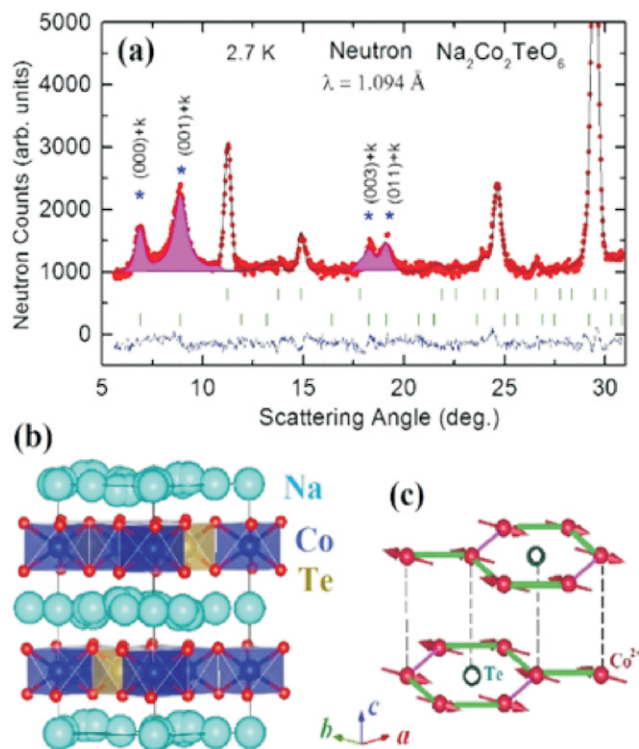 (a) 2.7 K Neutron Na₂Co₂TeO₆
λ = 1.094 Å
5000
4000
3000
2000
1000
0
Neutron Counts (arb. units)
* (000)+k
* (001)+k
* (003)+k
* (011)+k
5 10 15 20 25 30
Scattering Angle (deg.)
(b)
Na
Co
Te
(c)
Co²⁺
Te
c
b
a